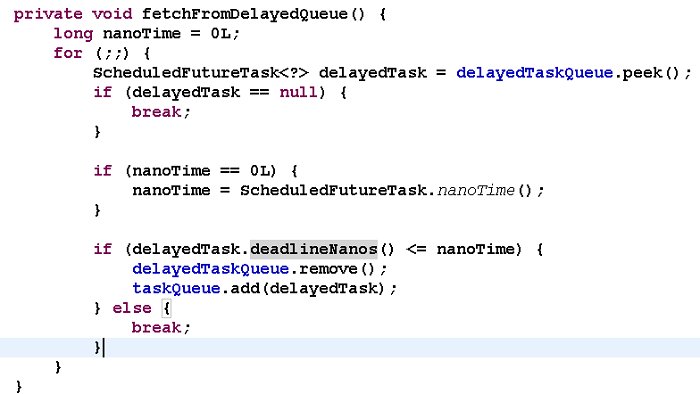 private void fetchFromDelayedQueue() {
    long nanoTime = 0L;
    for (;;) {
        ScheduledFutureTask<?> delayedTask = delayedTaskQueue.peek();
        if (delayedTask == null) {
            break;
        }

        if (nanoTime == 0L) {
            nanoTime = ScheduledFutureTask.nanoTime();
        }

        if (delayedTask.deadlineNanos() <= nanoTime) {
            delayedTaskQueue.remove();
            taskQueue.add(delayedTask);
        } else {
            break;
        }
    }
}